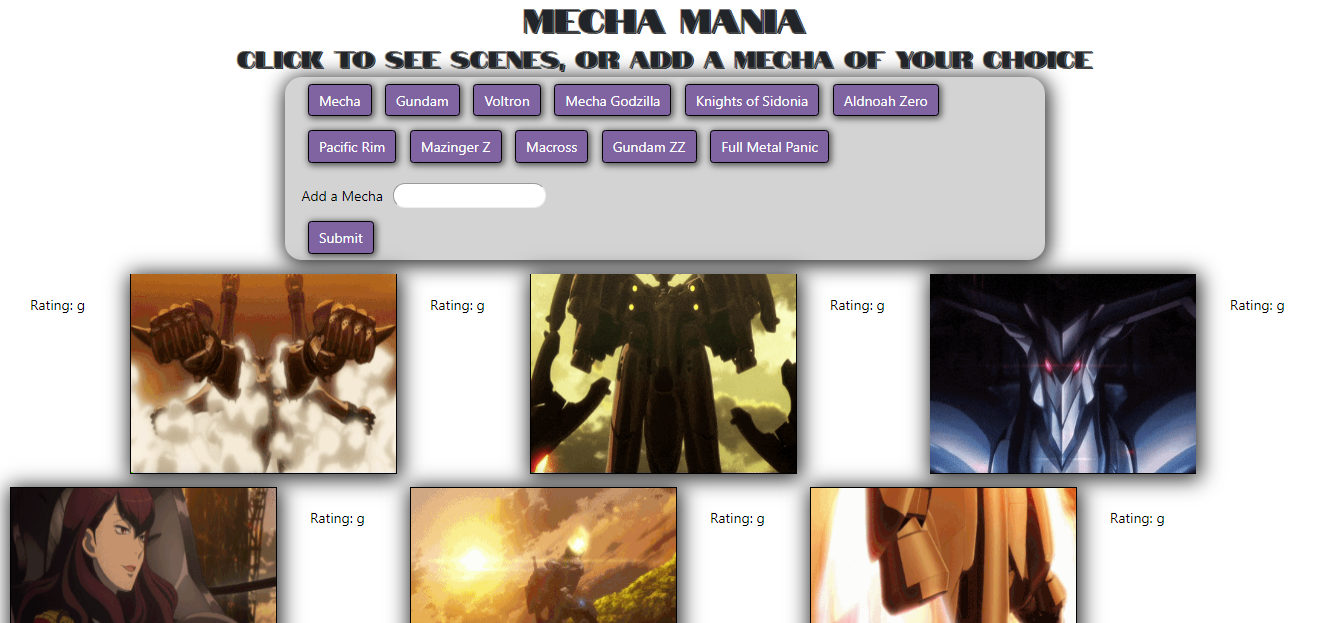 MECHA MANIA
CLICK TO SEE SCENES, OR ADD A MECHA OF YOUR CHOICE
Mecha Gundam Voltron Mecha Godzilla Knights of Sidonia Aldnoah Zero
Pacific Rim Mazinger Z Macross Gundam ZZ Full Metal Panic
Add a Mecha
Submit
Rating: g Rating: g Rating: g Rating: g
Rating: g Rating: g Rating: g